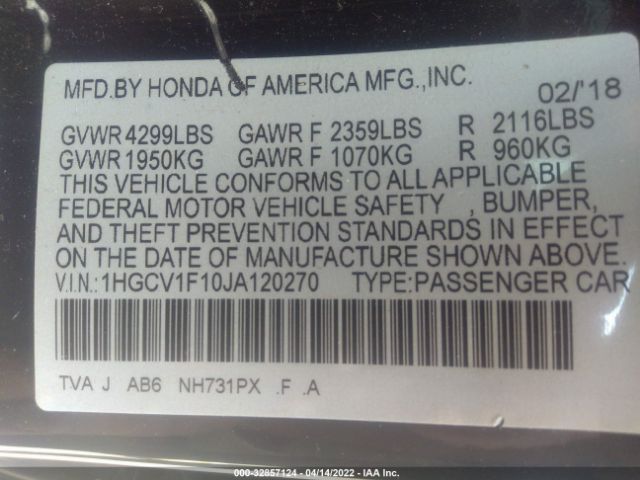 MFD.BY HONDA OF AMERICA MFG.,INC. 02/'18
GVWR 4299LBS GAWR F 2359LBS R 2116LBS
GVWR 1950KG GAWR F 1070KG R 960KG
THIS VEHICLE CONFORMS TO ALL APPLICABLE
FEDERAL MOTOR VEHICLE SAFETY , BUMPER,
AND THEFT PREVENTION STANDARDS IN EFFECT
ON THE DATE OF MANUFACTURE SHOWN ABOVE.
V.I.N.: 1HGCV1F10JA120270 TYPE:PASSENGER CAR
TVA J AB6 NH731PX .F .A
000-32857124 - 04/14/2022 - IAA Inc.